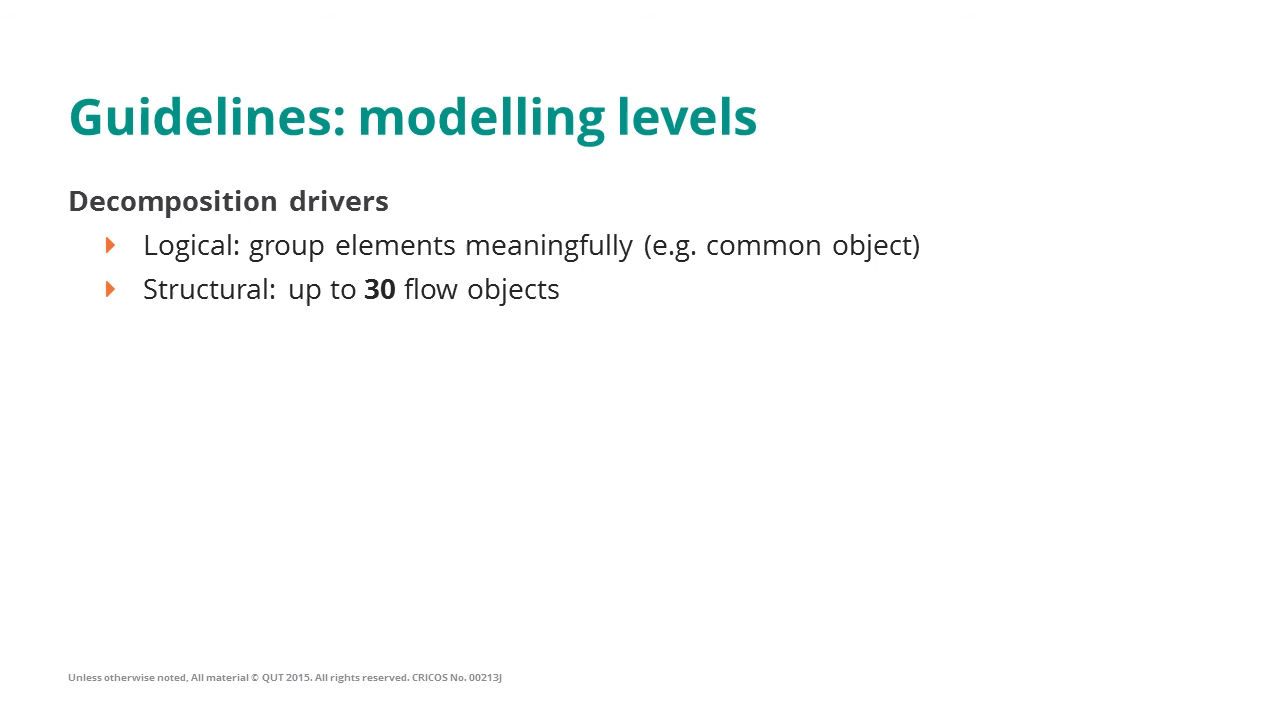 Guidelines: modelling levels
Decomposition drivers
Logical: group elements meaningfully (e.g. common object)
Structural: up to 30 flow objects
Unless otherwise noted, All material © QUT 2015. All rights reserved. CRICOS No. 00213J